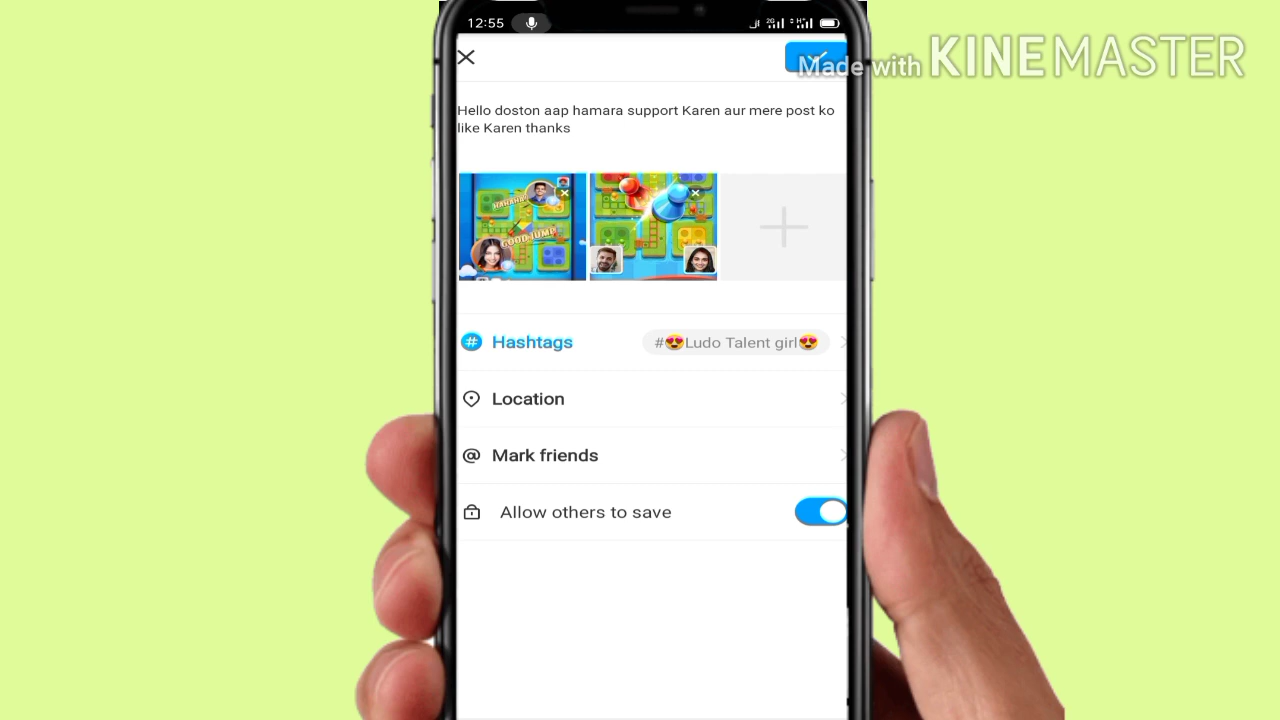 12:55
Made with KINEMASTER
Hello doston aap hamara support Karen aur mere post ko
like Karen thanks
HAHAHA!
GOOD JUMP!
# Hashtags
#😍Ludo Talent girl😍
Location
@ Mark friends
Allow others to save